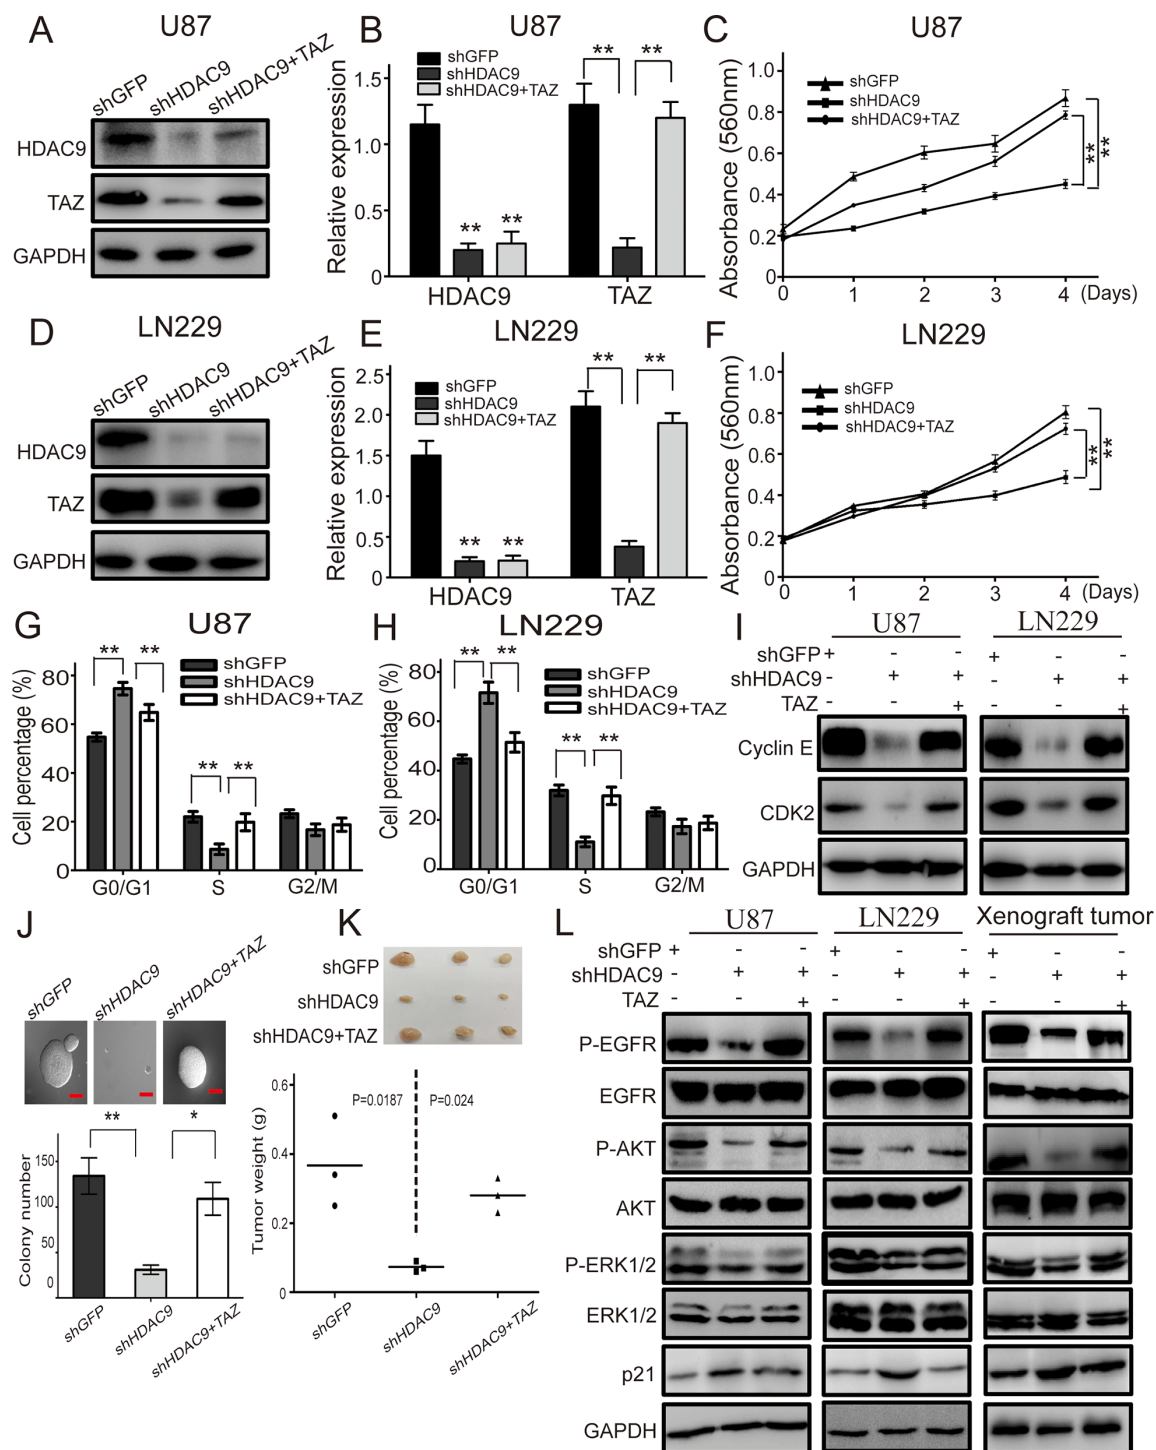 A
U87
shGFP
shHDAC9
shHDAC9+TAZ
HDAC9
TAZ
GAPDH
B
U87
shGFP
shHDAC9
shHDAC9+TAZ
Relative expression
1.5
1.0
0.5
0
** **
** **
HDAC9 TAZ
C
U87
Absorbance (560nm)
1.0
0.8
0.6
0.4
0.2
0
shGFP
shHDAC9
shHDAC9+TAZ
** **
0 1 2 3 4 (Days)
D
LN229
shGFP
shHDAC9
shHDAC9+TAZ
HDAC9
TAZ
GAPDH
E
LN229
shGFP
shHDAC9
shHDAC9+TAZ
Relative expression
2.5
2.0
1.5
1.0
0.5
0
** **
** **
HDAC9 TAZ
F
LN229
Absorbance (560nm)
1.0
0.8
0.6
0.4
0.2
0
shGFP
shHDAC9
shHDAC9+TAZ
** **
0 1 2 3 4 (Days)
G
U87
shGFP
shHDAC9
shHDAC9+TAZ
Cell percentage (%)
80
60
40
20
0
** **
** **
G0/G1 S G2/M
H
LN229
shGFP
shHDAC9
shHDAC9+TAZ
Cell percentage (%)
80
60
40
20
0
** **
** **
G0/G1 S G2/M
I
U87 LN229
shGFP + - - + - -
shHDAC9 - + + - + +
TAZ - - + - - +
Cyclin E
CDK2
GAPDH
J
shGFP
shHDAC9
shHDAC9+TAZ
** *
Colony number
150
100
50
0
shGFP
shHDAC9
shHDAC9+TAZ
K
shGFP
shHDAC9
shHDAC9+TAZ
Tumor weight (g)
0.6
0.4
0.2
0
P=0.0187 P=0.024
shGFP
shHDAC9
shHDAC9+TAZ
L
U87 LN229 Xenograft tumor
shGFP + - - + - - + - -
shHDAC9 - + + - + + - + +
TAZ - - + - - + - - +
P-EGFR
EGFR
P-AKT
AKT
P-ERK1/2
ERK1/2
p21
GAPDH